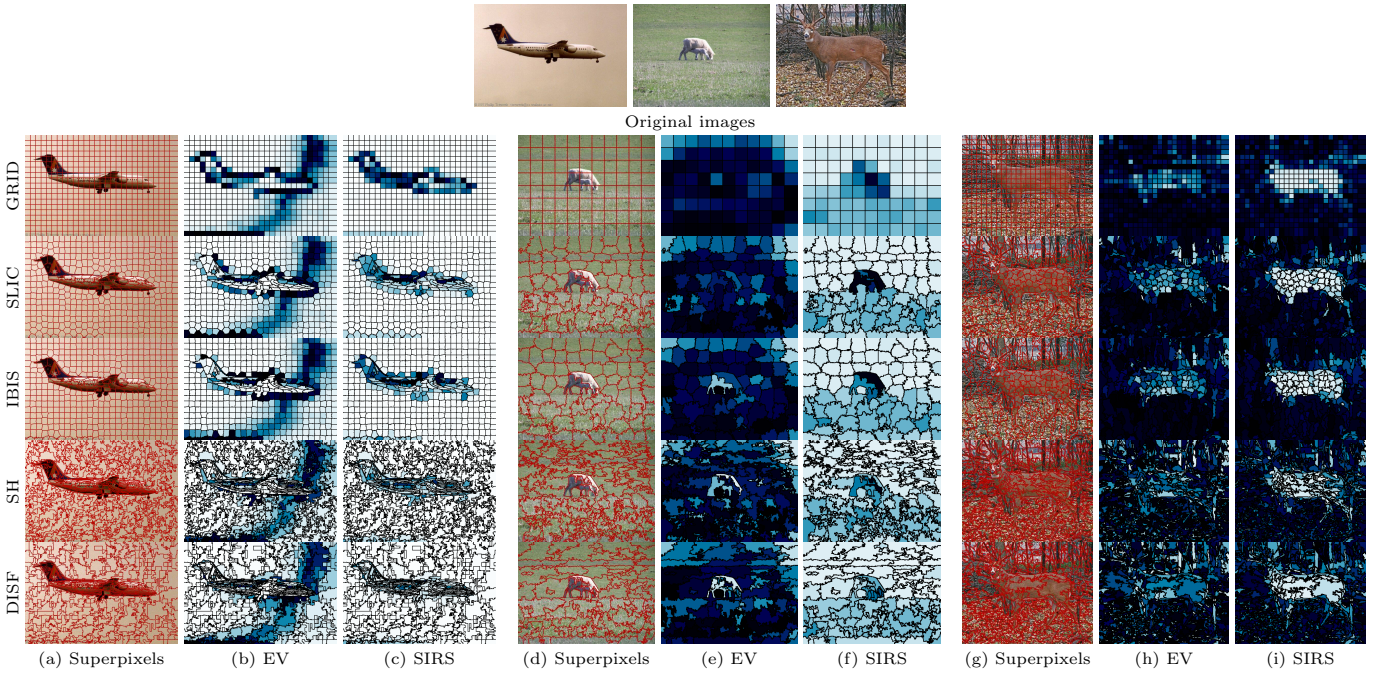 Original images
GRID
SLIC
IBIS
SH
DISF
(a) Superpixels
(b) EV
(c) SIRS
(d) Superpixels
(e) EV
(f) SIRS
(g) Superpixels
(h) EV
(i) SIRS